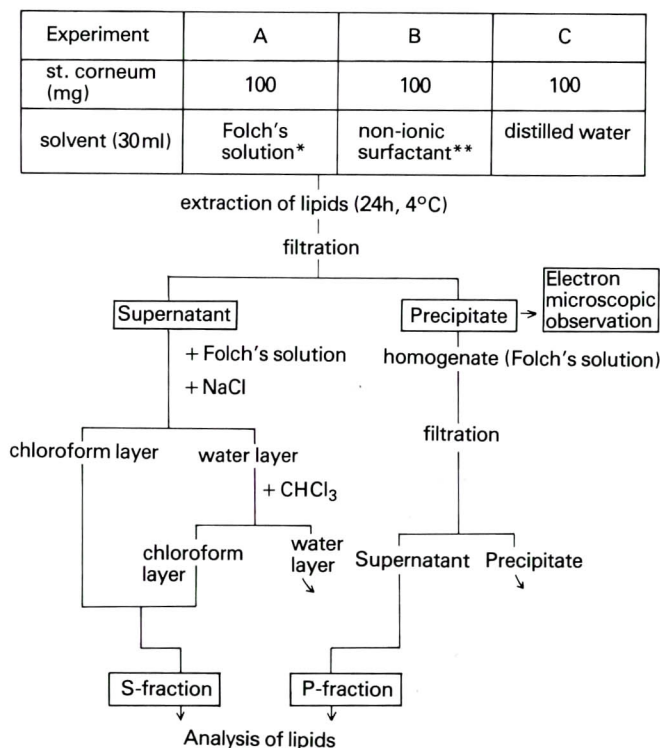 Experiment A B C
st. corneum (mg) 100 100 100
solvent (30ml) Folch's solution* non-ionic surfactant** distilled water
extraction of lipids (24h, 4°C)
filtration
Supernatant
Precipitate
Electron
microscopic
observation
+ Folch's solution
+ NaCl
homogenate (Folch's solution)
filtration
chloroform layer
water layer
+ CHCl₃
chloroform
layer
water
layer
Supernatant
Precipitate
S-fraction
P-fraction
Analysis of lipids